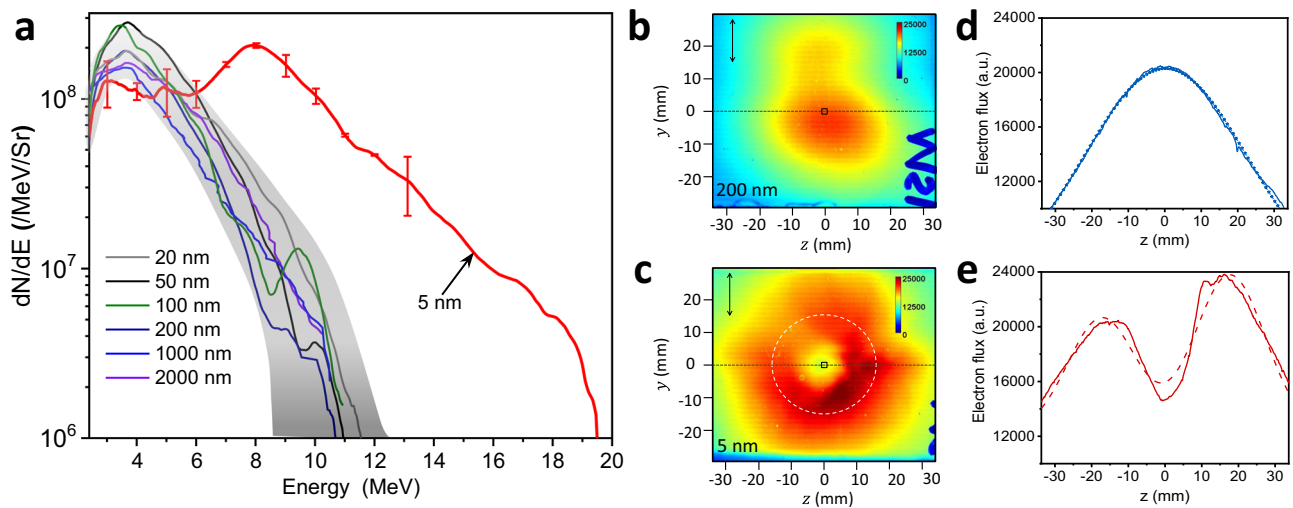 a
dN/dE (/MeV/Sr)
10⁸
10⁷
10⁶
20 nm
50 nm
100 nm
200 nm
1000 nm
2000 nm
5 nm
4 6 8 10 12 14 16 18 20
Energy (MeV)
b
y (mm)
20
10
0
-10
-20
25000
12500
0
200 nm
-30 -20 -10 0 10 20 30
z (mm)
c
y (mm)
20
10
0
-10
-20
25000
12500
0
5 nm
-30 -20 -10 0 10 20 30
z (mm)
d
Electron flux (a.u.)
24000
20000
16000
12000
-30 -20 -10 0 10 20 30
z (mm)
e
Electron flux (a.u.)
24000
20000
16000
12000
-30 -20 -10 0 10 20 30
z (mm)